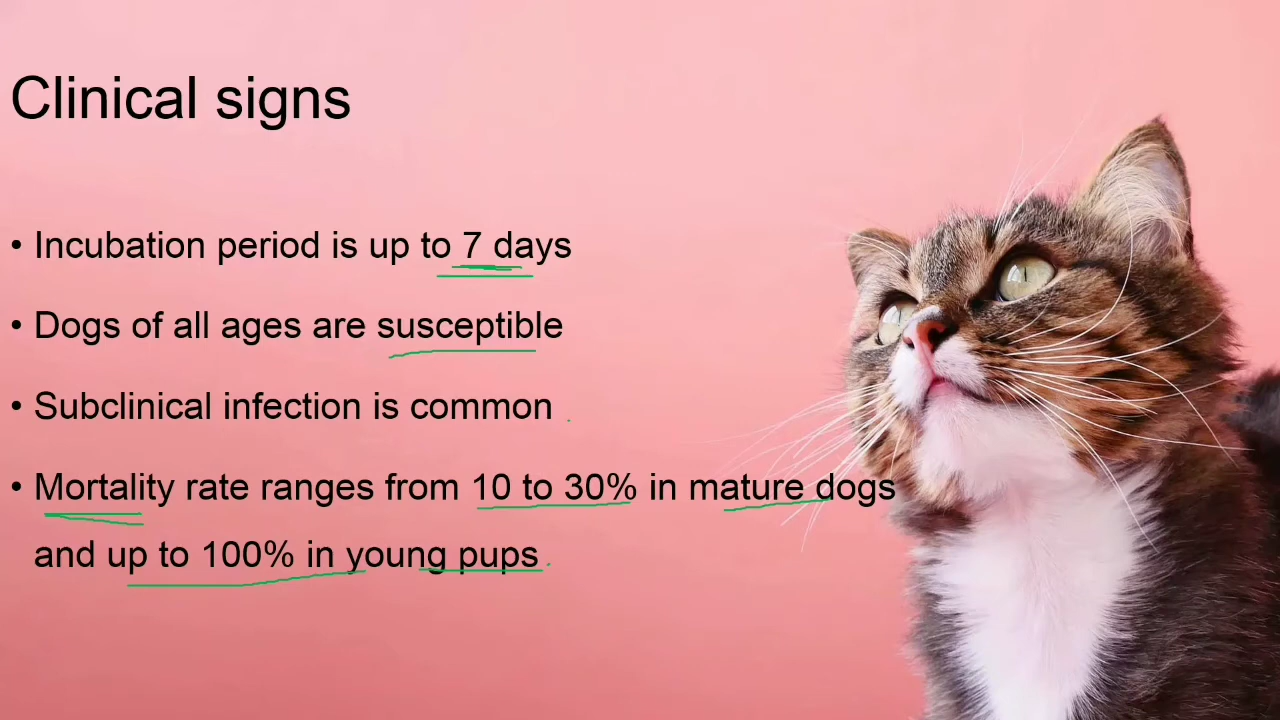 Clinical signs
• Incubation period is up to 7 days
• Dogs of all ages are susceptible
• Subclinical infection is common
• Mortality rate ranges from 10 to 30% in mature dogs
and up to 100% in young pups